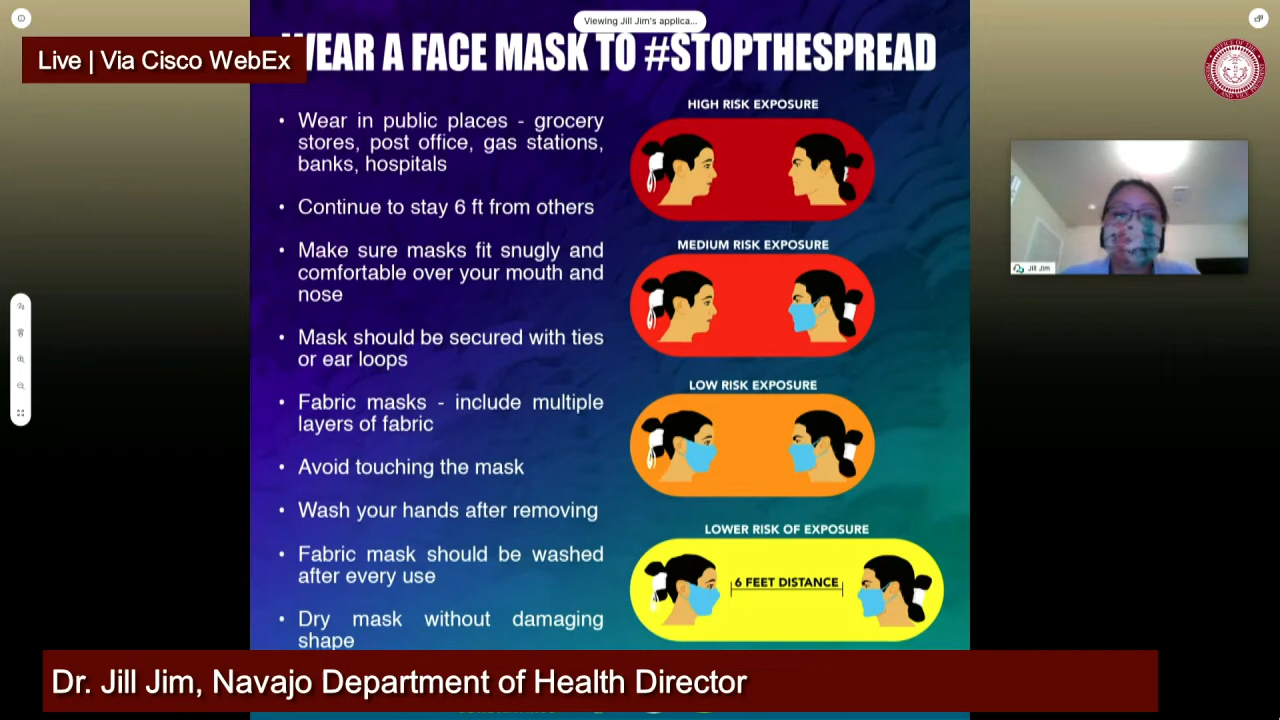 Viewing Jill Jim's applica...
Live | Via Cisco WebEx
WEAR A FACE MASK TO #STOPTHESPREAD
• Wear in public places - grocery
stores, post office, gas stations,
banks, hospitals
• Continue to stay 6 ft from others
• Make sure masks fit snugly and
comfortable over your mouth and
nose
• Mask should be secured with ties
or ear loops
• Fabric masks - include multiple
layers of fabric
• Avoid touching the mask
• Wash your hands after removing
• Fabric mask should be washed
after every use
• Dry mask without damaging
shape
HIGH RISK EXPOSURE
MEDIUM RISK EXPOSURE
LOW RISK EXPOSURE
LOWER RISK OF EXPOSURE
6 FEET DISTANCE
Jill Jim
Dr. Jill Jim, Navajo Department of Health Director